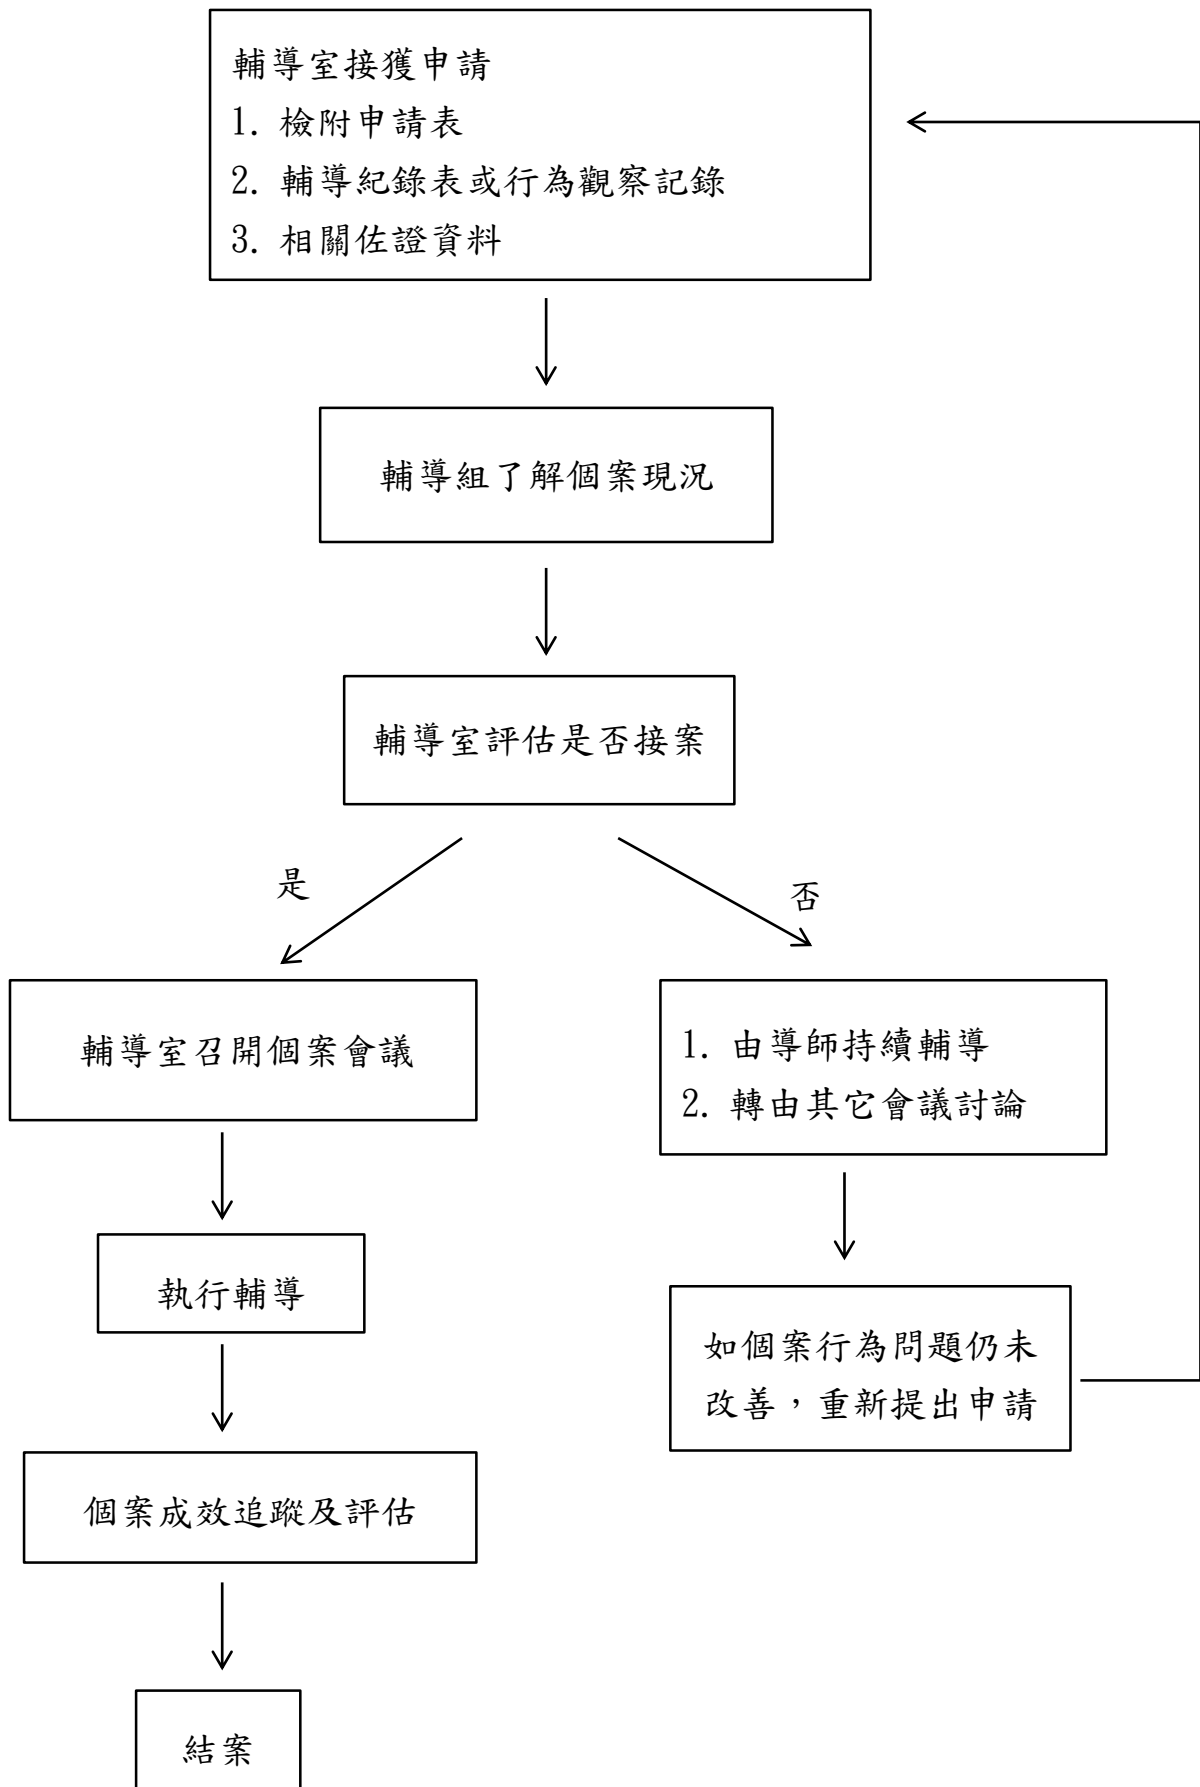 輔導室接獲申請
1. 檢附申請表
2. 輔導紀錄表或行為觀察記錄
3. 相關佐證資料
輔導組了解個案現況
輔導室評估是否接案
是
否
輔導室召開個案會議
1. 由導師持續輔導
2. 轉由其它會議討論
執行輔導
如個案行為問題仍未
改善，重新提出申請
個案成效追蹤及評估
結案